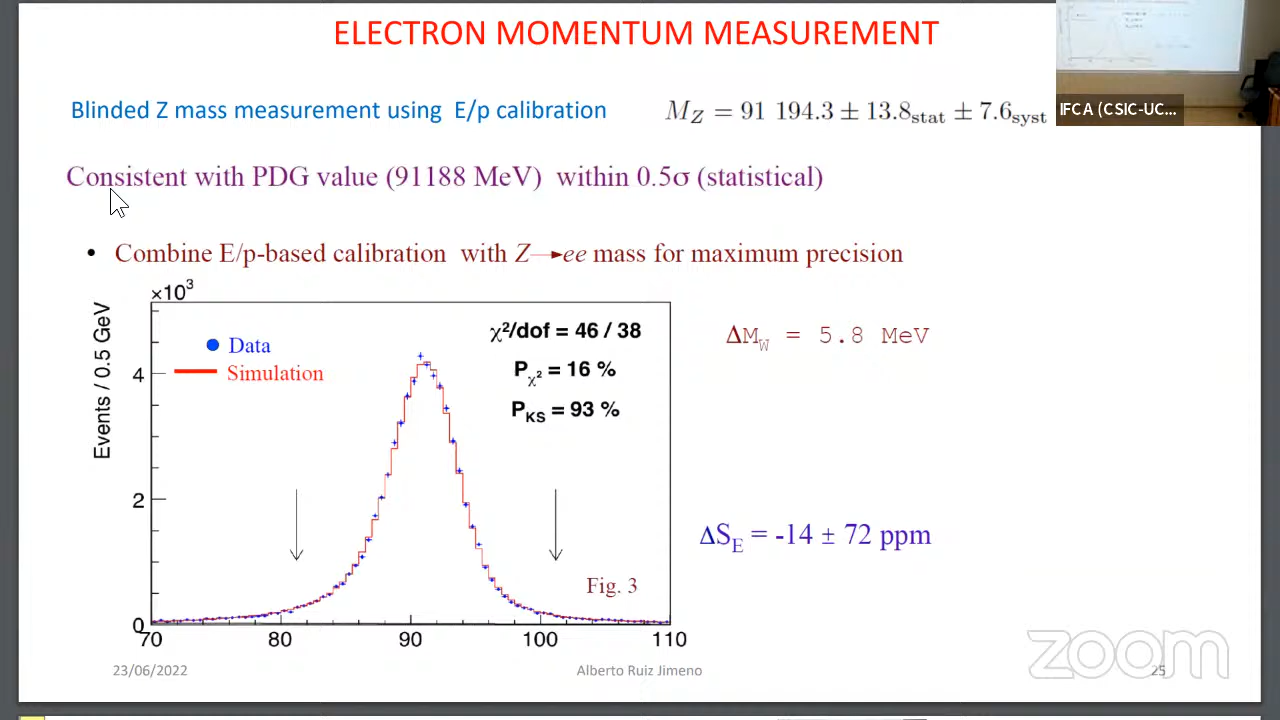 ELECTRON MOMENTUM MEASUREMENT
Blinded Z mass measurement using E/p calibration
M_Z = 91 194.3 ± 13.8_stat ± 7.6_syst
IFCA (CSIC-UC...
Consistent with PDG value (91188 MeV) within 0.5σ (statistical)
• Combine E/p-based calibration with Z→ee mass for maximum precision
×10³
Events / 0.5 GeV
Data
Simulation
χ²/dof = 46 / 38
P_χ² = 16 %
P_KS = 93 %
4
2
0
70 80 90 100 110
Fig. 3
ΔM_W = 5.8 MeV
ΔS_E = -14 ± 72 ppm
zoom
23/06/2022
Alberto Ruiz Jimeno
25